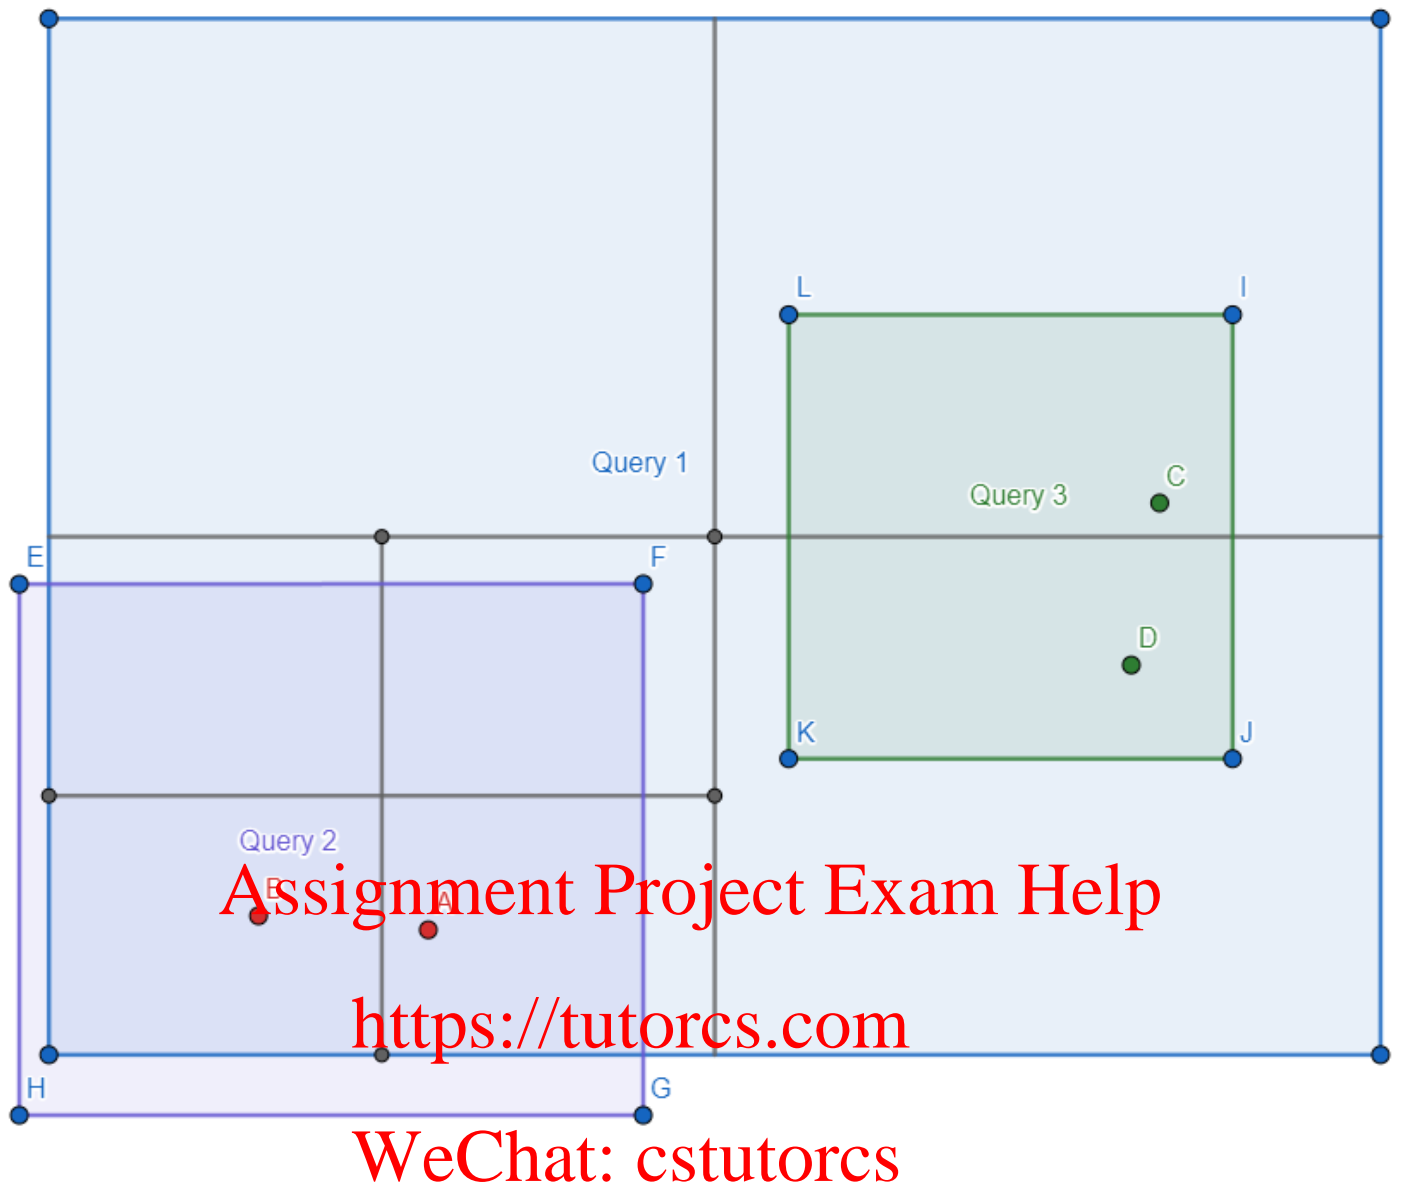 L
I
Query 1
C
Query 3
E
F
D
K
J
Query 2
B
A
Assignment Project Exam Help
https://tutorcs.com
H
G
WeChat: cstutorcs